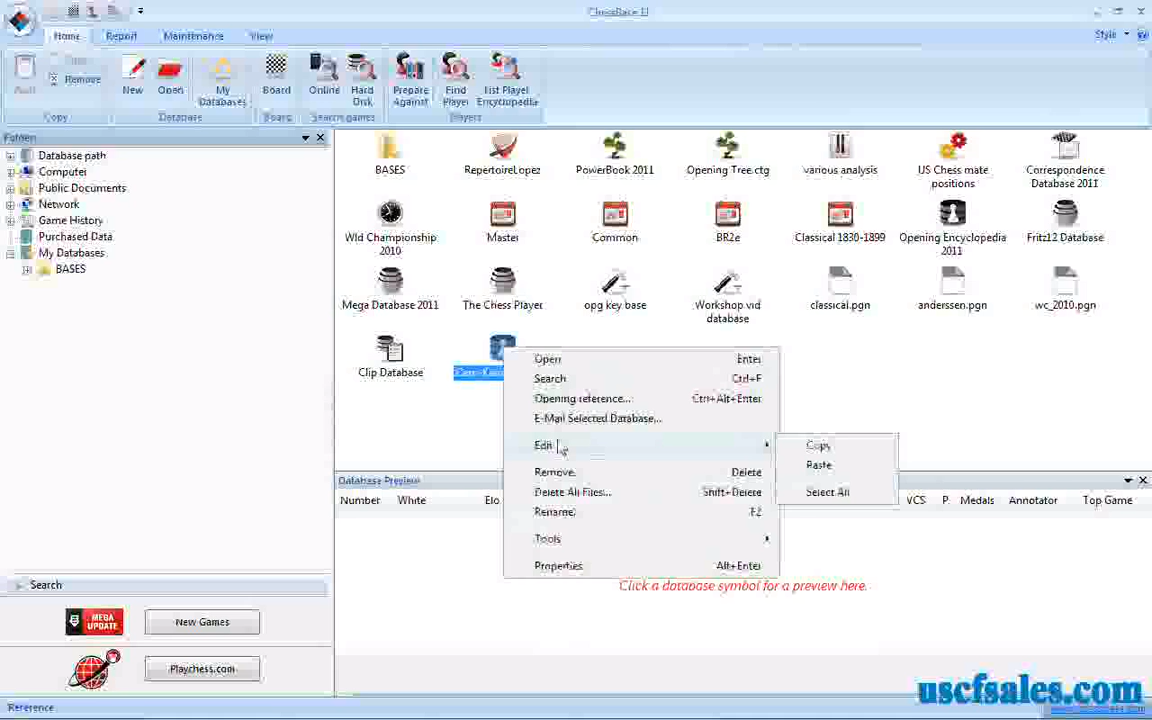 ChessBase 11
Home Report Maintenance View Style
Remove
New Open My Databases Board Online Hard Disk Prepare Against Find Player List Player Encyclopedia
Copy Database Board Search games Players
Folders
Database path
Computer
Public Documents
Network
Game History
Purchased Data
My Databases
BASES
BASES RepertoireLopez PowerBook 2011 Opening Tree.ctg various analysis US Chess mate positions Correspondence Database 2011
Wld Championship 2010 Master Common BR2e Classical 1830-1899 Opening Encyclopedia 2011 Fritz12 Database
Mega Database 2011 The Chess Player opg key base Workshop vid database classical.pgn anderssen.pgn wc_2010.pgn
Clip Database
Open Enter
Search Ctrl+F
Opening reference... Ctrl+Alt+Enter
E-Mail Selected Database...
Edit
Remove Delete
Delete All Files... Shift+Delete
Rename F2
Tools
Properties Alt+Enter
Copy
Paste
Select All
Database Preview
Number White Elo VCS P Medals Annotator Top Game
Click a database symbol for a preview here.
Search
MEGA UPDATE New Games
Playchess.com
Reference
uscfsales.com